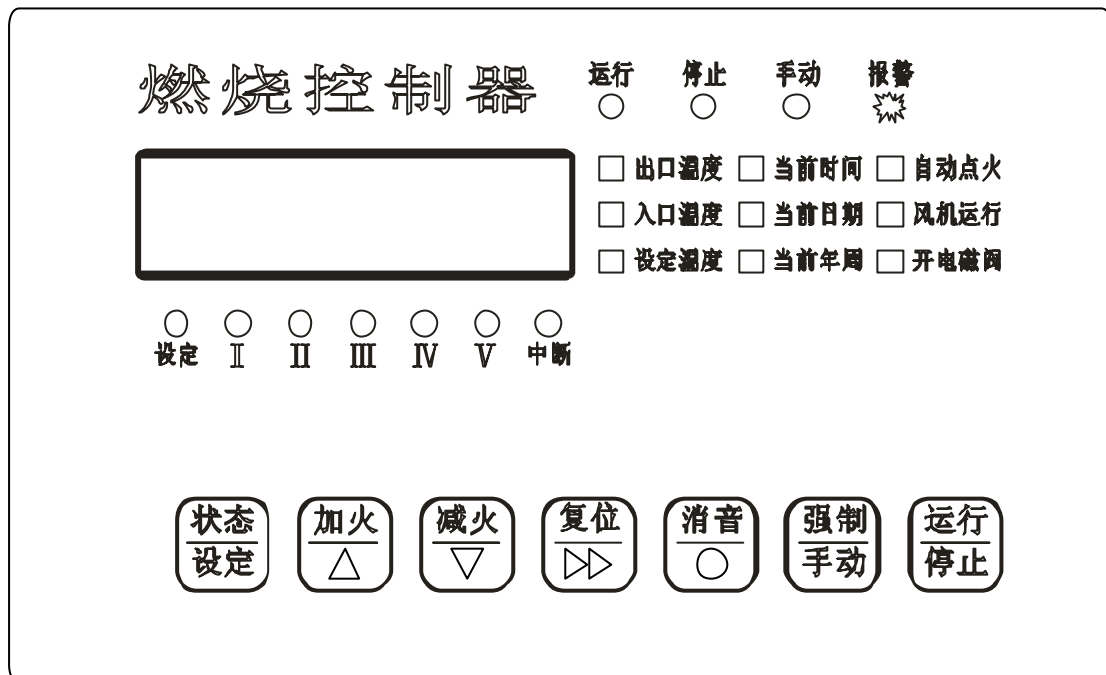 燃烧控制器
运行 停止 手动 报警
出口温度 当前时间 自动点火
入口温度 当前日期 风机运行
设定温度 当前年周 开电磁阀
设定 Ⅱ Ⅱ Ⅲ Ⅳ Ⅴ 中断
状态 加火 减火 复位 消音 强制 运行
设定 △ ▽ ▷▷ ○ 手动 停止